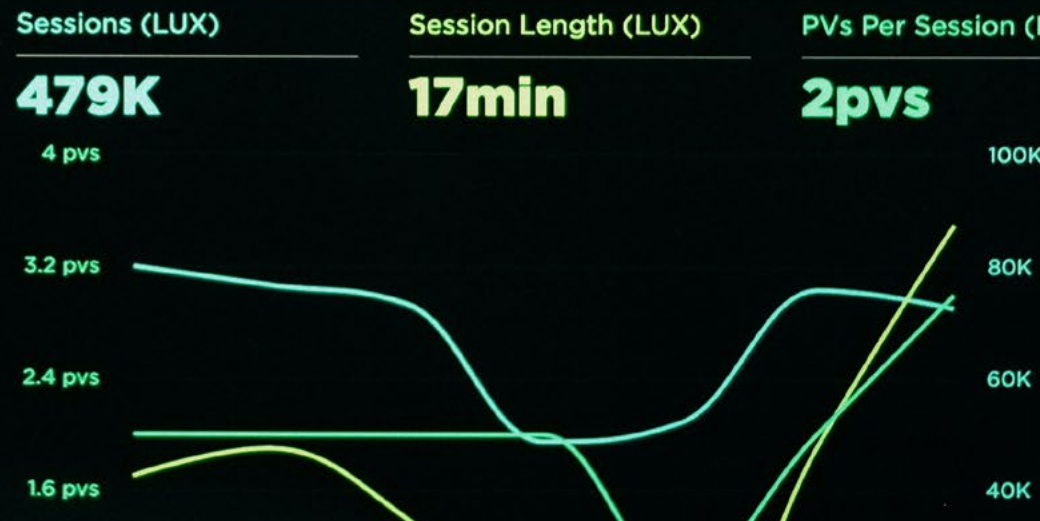 Sessions (LUX) Session Length (LUX) PVs Per Session (
479K 17min 2pvs
4 pvs 100K
3.2 pvs 80K
2.4 pvs 60K
1.6 pvs 40K